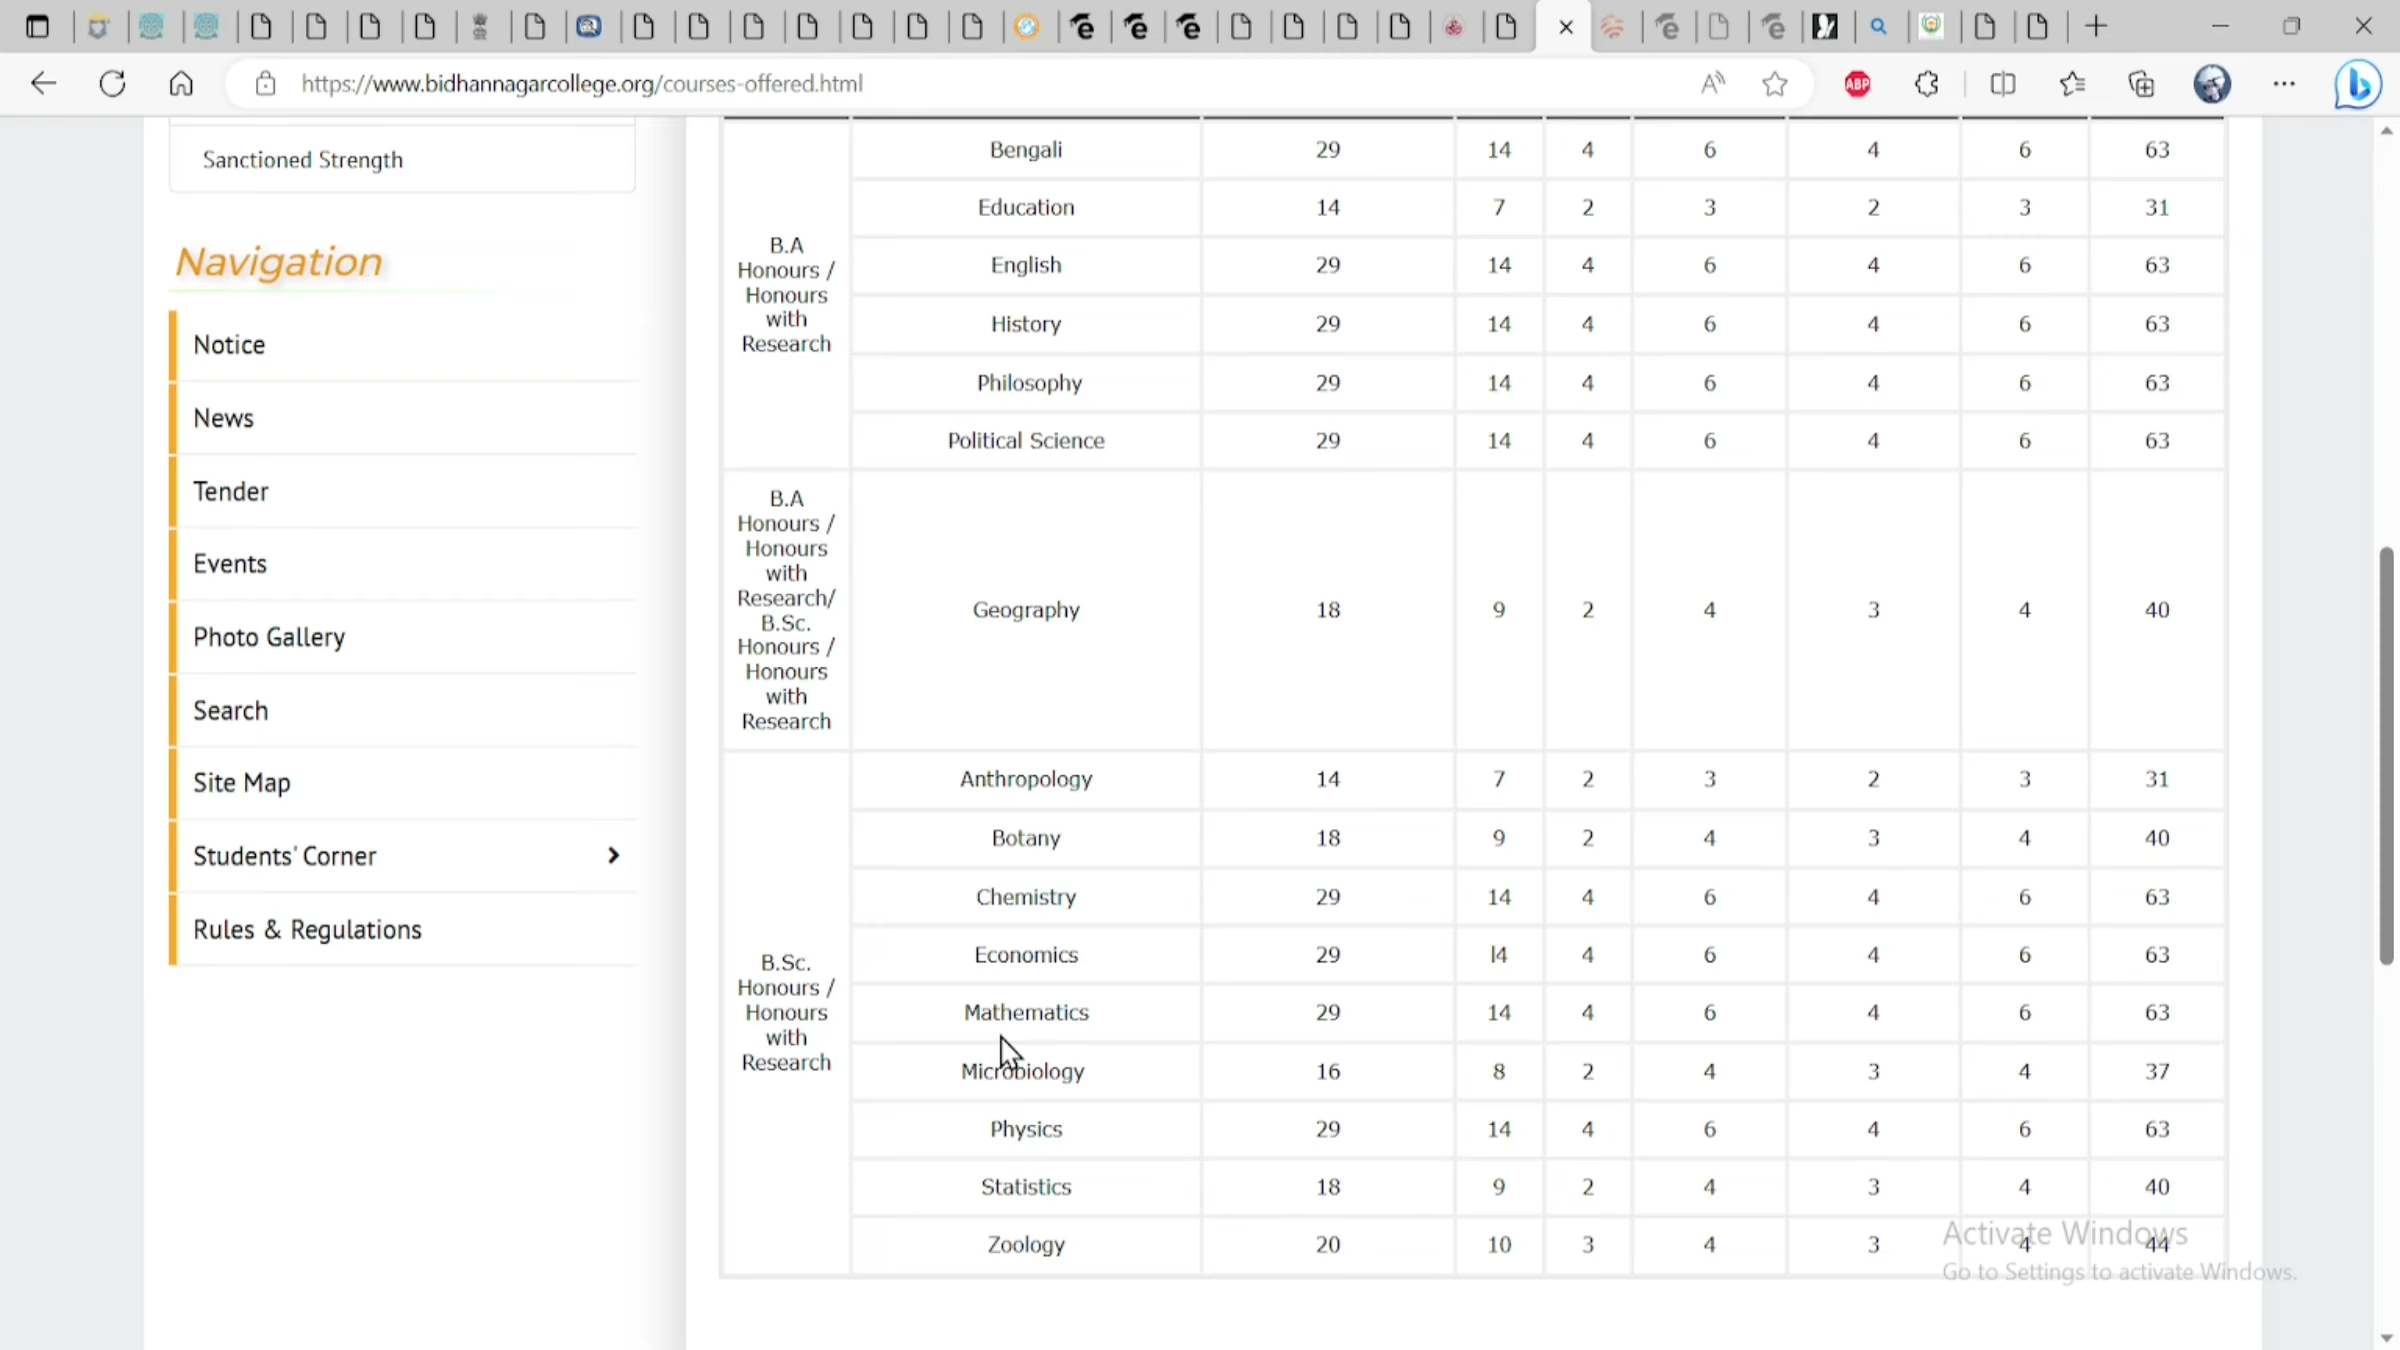 https://www.bidhannagarcollege.org/courses-offered.html
Sanctioned Strength
Navigation
Notice
News
Tender
Events
Photo Gallery
Search
Site Map
Students' Corner
Rules & Regulations
B.A
Honours /
Honours
with
Research
Bengali 29 14 4 6 4 6 63
Education 14 7 2 3 2 3 31
English 29 14 4 6 4 6 63
History 29 14 4 6 4 6 63
Philosophy 29 14 4 6 4 6 63
Political Science 29 14 4 6 4 6 63
B.A
Honours /
Honours
with
Research/
B.Sc.
Honours /
Honours
with
Research
Geography 18 9 2 4 3 4 40
B.Sc.
Honours /
Honours
with
Research
Anthropology 14 7 2 3 2 3 31
Botany 18 9 2 4 3 4 40
Chemistry 29 14 4 6 4 6 63
Economics 29 l4 4 6 4 6 63
Mathematics 29 14 4 6 4 6 63
Microbiology 16 8 2 4 3 4 37
Physics 29 14 4 6 4 6 63
Statistics 18 9 2 4 3 4 40
Zoology 20 10 3 4 3 4 44
Activate Windows
Go to Settings to activate Windows.
ABP